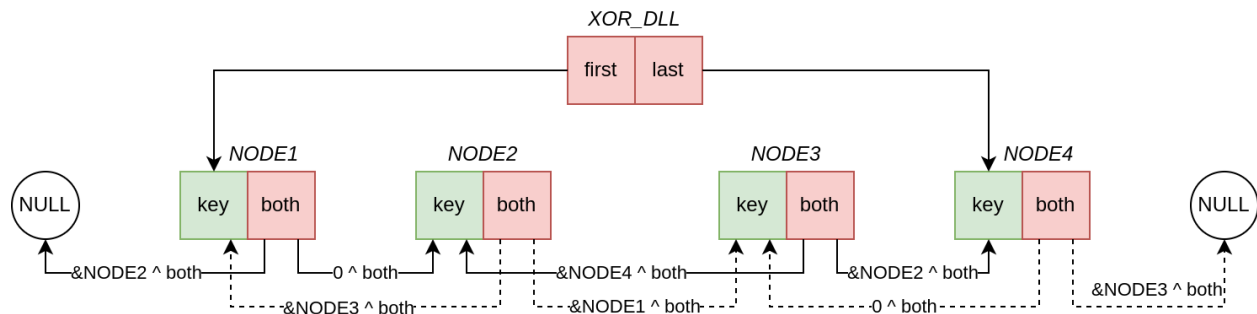 XOR_DLL
first last
NODE1 NODE2 NODE3 NODE4
NULL key both key both key both key both NULL
&NODE2 ^ both 0 ^ both &NODE4 ^ both &NODE2 ^ both
&NODE3 ^ both &NODE1 ^ both 0 ^ both &NODE3 ^ both